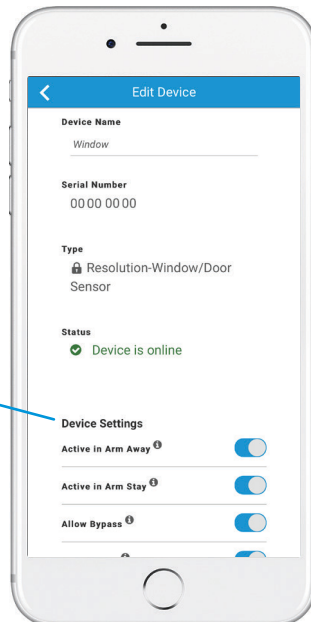 Edit Device
Device Name
Window
Serial Number
00 00 00 00
Type
Resolution-Window/Door
Sensor
Status
Device is online
Device Settings
Active in Arm Away
Active in Arm Stay
Allow Bypass